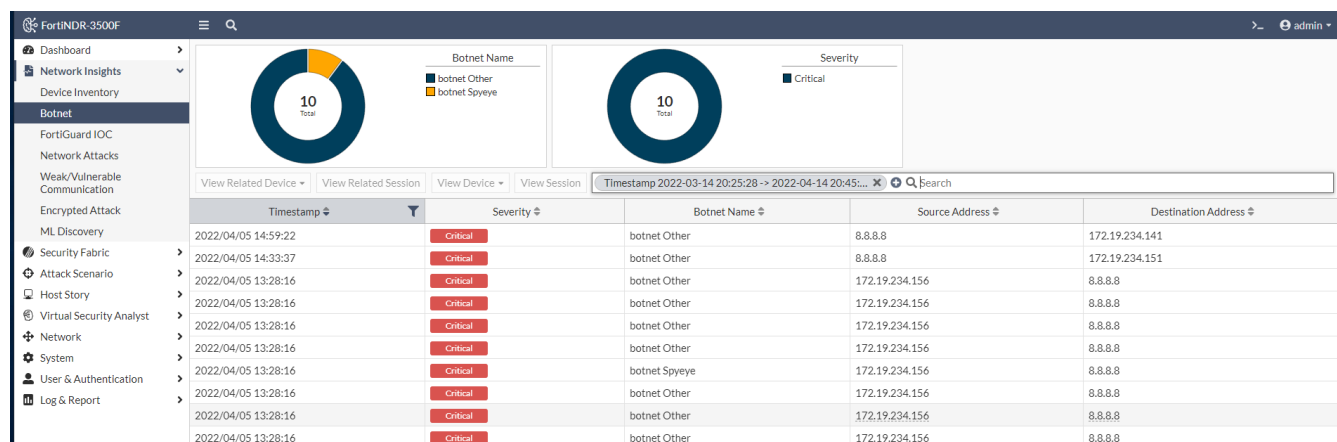 FortiNDR-3500F
>_ admin
Dashboard
Network Insights
Device Inventory
Botnet
FortiGuard IOC
Network Attacks
Weak/Vulnerable
Communication
Encrypted Attack
ML Discovery
Security Fabric
Attack Scenario
Host Story
Virtual Security Analyst
Network
System
User & Authentication
Log & Report
10
Total
Botnet Name
botnet Other
botnet Spyeye
10
Total
Severity
Critical
View Related Device View Related Session View Device View Session Timestamp 2022-03-14 20:25:28 -> 2022-04-14 20:45:... Search
Timestamp Severity Botnet Name Source Address Destination Address
2022/04/05 14:59:22 Critical botnet Other 8.8.8.8 172.19.234.141
2022/04/05 14:33:37 Critical botnet Other 8.8.8.8 172.19.234.151
2022/04/05 13:28:16 Critical botnet Other 172.19.234.156 8.8.8.8
2022/04/05 13:28:16 Critical botnet Other 172.19.234.156 8.8.8.8
2022/04/05 13:28:16 Critical botnet Other 172.19.234.156 8.8.8.8
2022/04/05 13:28:16 Critical botnet Other 172.19.234.156 8.8.8.8
2022/04/05 13:28:16 Critical botnet Spyeye 172.19.234.156 8.8.8.8
2022/04/05 13:28:16 Critical botnet Other 172.19.234.156 8.8.8.8
2022/04/05 13:28:16 Critical botnet Other 172.19.234.156 8.8.8.8
2022/04/05 13:28:16 Critical botnet Other 172.19.234.156 8.8.8.8